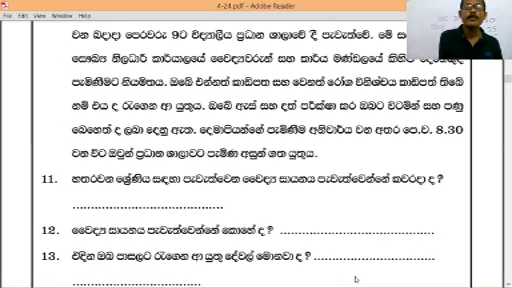 4-24.pdf - Adobe Reader
File Edit View Window Help
වන බදාදා පෙරවරු 9ට විද්‍යාලීය ප්‍රධාන ශාලාවේ දී පැවැත්වේ. මේ
සෞඛ්‍ය නිලධාරී කාර්යාලයේ වෛද්‍යවරුන් සහ කාර්ය මණ්ඩලයේ කිහිප
පැමිණීමට නියමිතය. ඔබේ එන්නත් කාඩ්පත සහ වෙනත් රෝග විනිශ්චය කාඩ්පත් තිබේ
නම් එය ද රැගෙන ආ යුතුය. ඔබේ ඇස් සහ දත් පරීක්ෂා කර ඔබට විටමින් සහ පණු
බෙහෙත් ද ලබා දෙනු ඇත. දෙමාපියන්ගේ පැමිණීම අනිවාර්ය වන අතර පෙ.ව. 8.30
වන විට ඔවුන් ප්‍රධාන ශාලාවට පැමිණ අසුන් ගත යුතුය.
11. හතරවන ශ්‍රේණිය සඳහා පැවැත්වෙන වෛද්‍ය සායනය පැවැත්වෙන්නේ කවරදා ද ?
.......................................
12. වෛද්‍ය සායනය පැවැත්වෙන්නේ කොහේ ද ? .......................................
13. එදින ඔබ පාසලට රැගෙන ආ යුතු දේවල් මොනවා ද ? ...............................
.................................